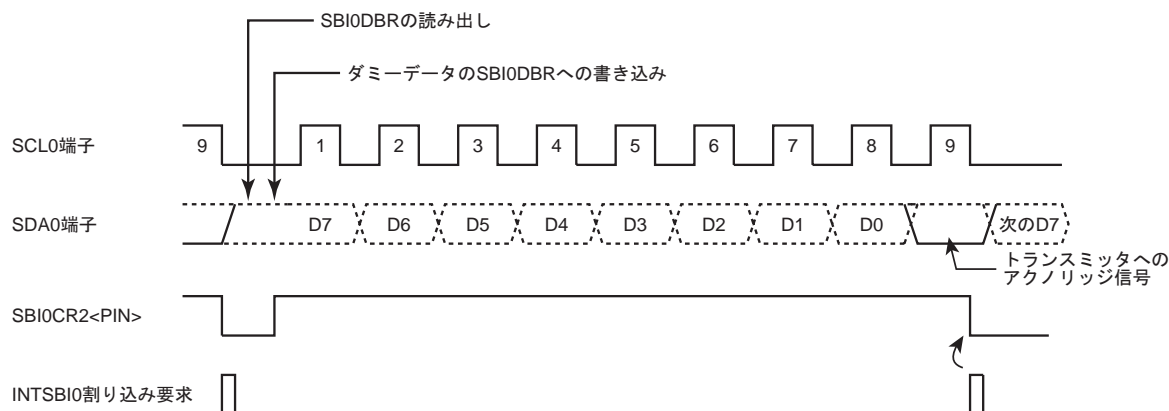 SBI0DBRの読み出し
ダミーデータのSBI0DBRへの書き込み
SCL0端子
9 1 2 3 4 5 6 7 8 9
SDA0端子
D7 D6 D5 D4 D3 D2 D1 D0 次のD7
トランスミッタへの
アクノリッジ信号
SBI0CR2<PIN>
INTSBI0割り込み要求